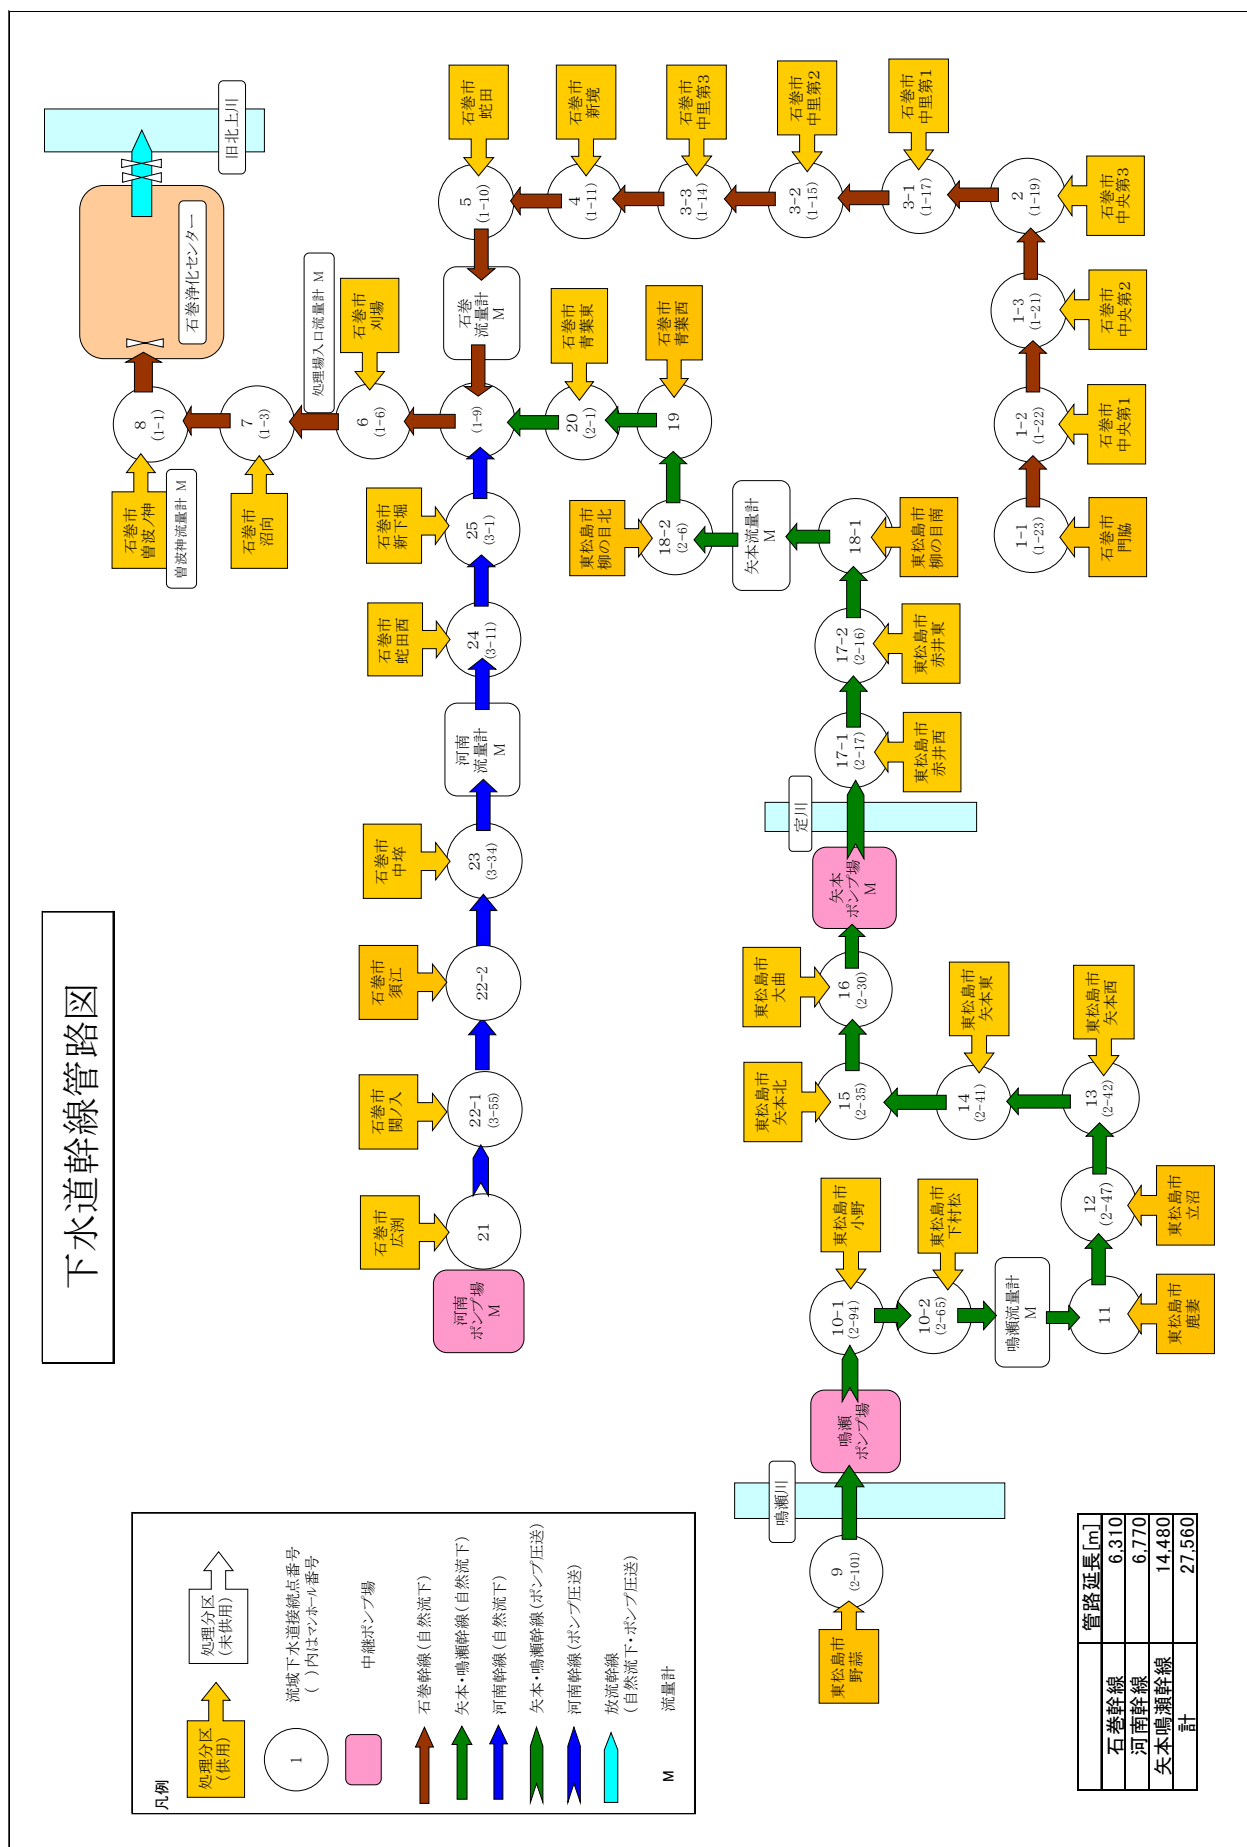 下水道幹線管路図
旧北上川
石巻浄化センター
処理場入口流量計 M
8
(1-1)
石巻市
曽波ノ神
曽波神流量計 M
7
(1-3)
石巻市
沼向
6
(1-6)
石巻市
刈場
(1-9)
石巻
流量計
M
5
(1-10)
石巻市
蛇田
4
(1-11)
石巻市
新境
3-3
(1-14)
石巻市
中里第3
3-2
(1-15)
石巻市
中里第2
3-1
(1-17)
石巻市
中里第1
2
(1-19)
石巻市
中央第3
1-3
(1-21)
石巻市
中央第2
1-2
(1-22)
石巻市
中央第1
1-1
(1-23)
石巻市
門脇
20
(2-1)
石巻市
青葉東
19
石巻市
青葉西
18-2
(2-6)
東松島市
柳の目北
矢本流量計
M
18-1
東松島市
柳の目南
17-2
(2-16)
東松島市
赤井東
17-1
(2-17)
東松島市
赤井西
定川
矢本
ポンプ場
M
16
(2-30)
東松島市
大曲
15
(2-35)
東松島市
矢本北
14
(2-41)
東松島市
矢本東
13
(2-42)
東松島市
矢本西
12
(2-47)
東松島市
立沼
11
東松島市
鹿妻
鳴瀬流量計
M
10-2
(2-65)
東松島市
下村松
10-1
(2-94)
東松島市
小野
鳴瀬
ポンプ場
鳴瀬川
9
(2-101)
東松島市
野蒜
25
(3-1)
石巻市
新下堀
24
(3-11)
石巻市
蛇田西
河南
流量計
M
23
(3-34)
石巻市
中埣
22-2
石巻市
須江
22-1
(3-55)
石巻市
関ノ入
21
石巻市
広渕
河南
ポンプ場
M
凡例
処理分区
(供用)
処理分区
(未供用)
1
流域下水道接続点番号
( )内はマンホール番号
中継ポンプ場
石巻幹線(自然流下)
矢本・鳴瀬幹線(自然流下)
河南幹線(自然流下)
矢本・鳴瀬幹線(ポンプ圧送)
河南幹線(ポンプ圧送)
放流幹線
(自然流下・ポンプ圧送)
M 流量計
管路延長[m]
石巻幹線 6,310
河南幹線 6,770
矢本鳴瀬幹線 14,480
計 27,560